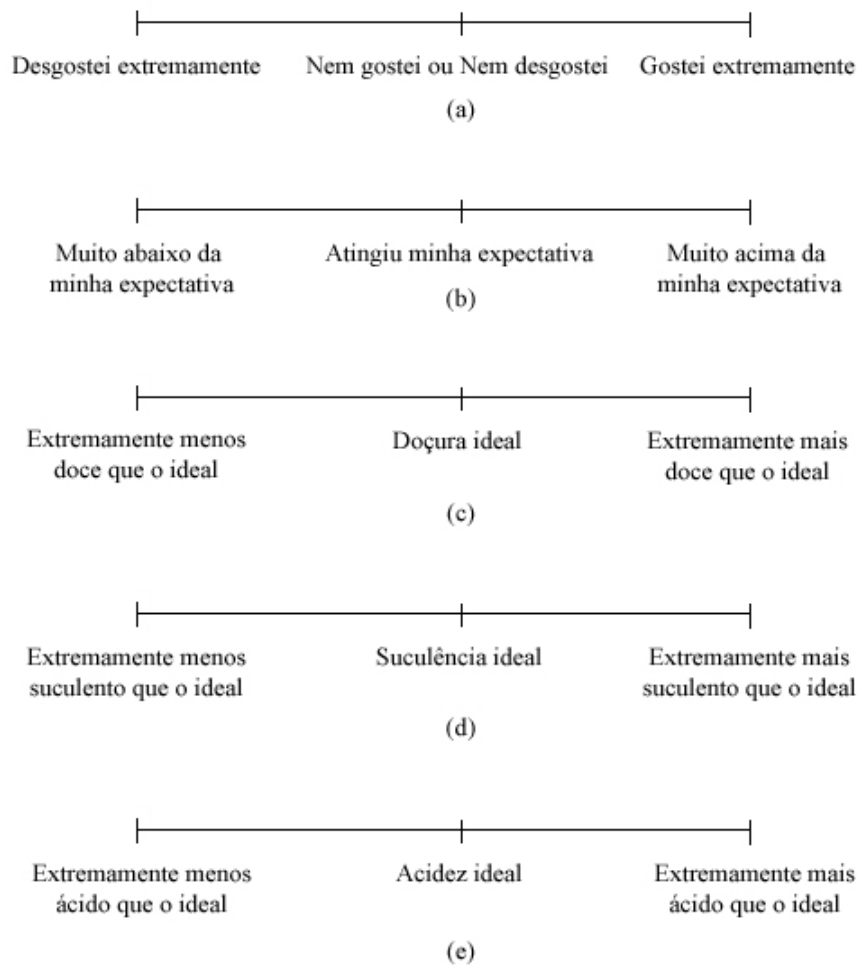 Desgostei extremamente Nem gostei ou Nem desgostei Gostei extremamente
(a)
Muito abaixo da Atingiu minha expectativa Muito acima da
minha expectativa minha expectativa
(b)
Extremamente menos Doçura ideal Extremamente mais
doce que o ideal doce que o ideal
(c)
Extremamente menos Suculência ideal Extremamente mais
suculento que o ideal suculento que o ideal
(d)
Extremamente menos Acidez ideal Extremamente mais
ácido que o ideal ácido que o ideal
(e)